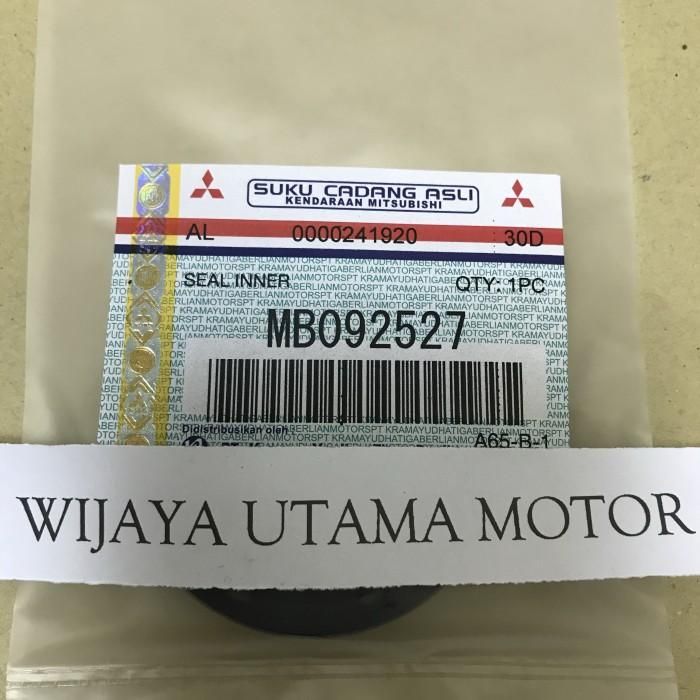 SUKU CADANG ASLI
KENDARAAN MITSUBISHI
AL 0000241920 30D
SEAL INNER QTY: 1PC
MB092527
Didistribusikan oleh
A65-B-1
WIJAYA UTAMA MOTOR